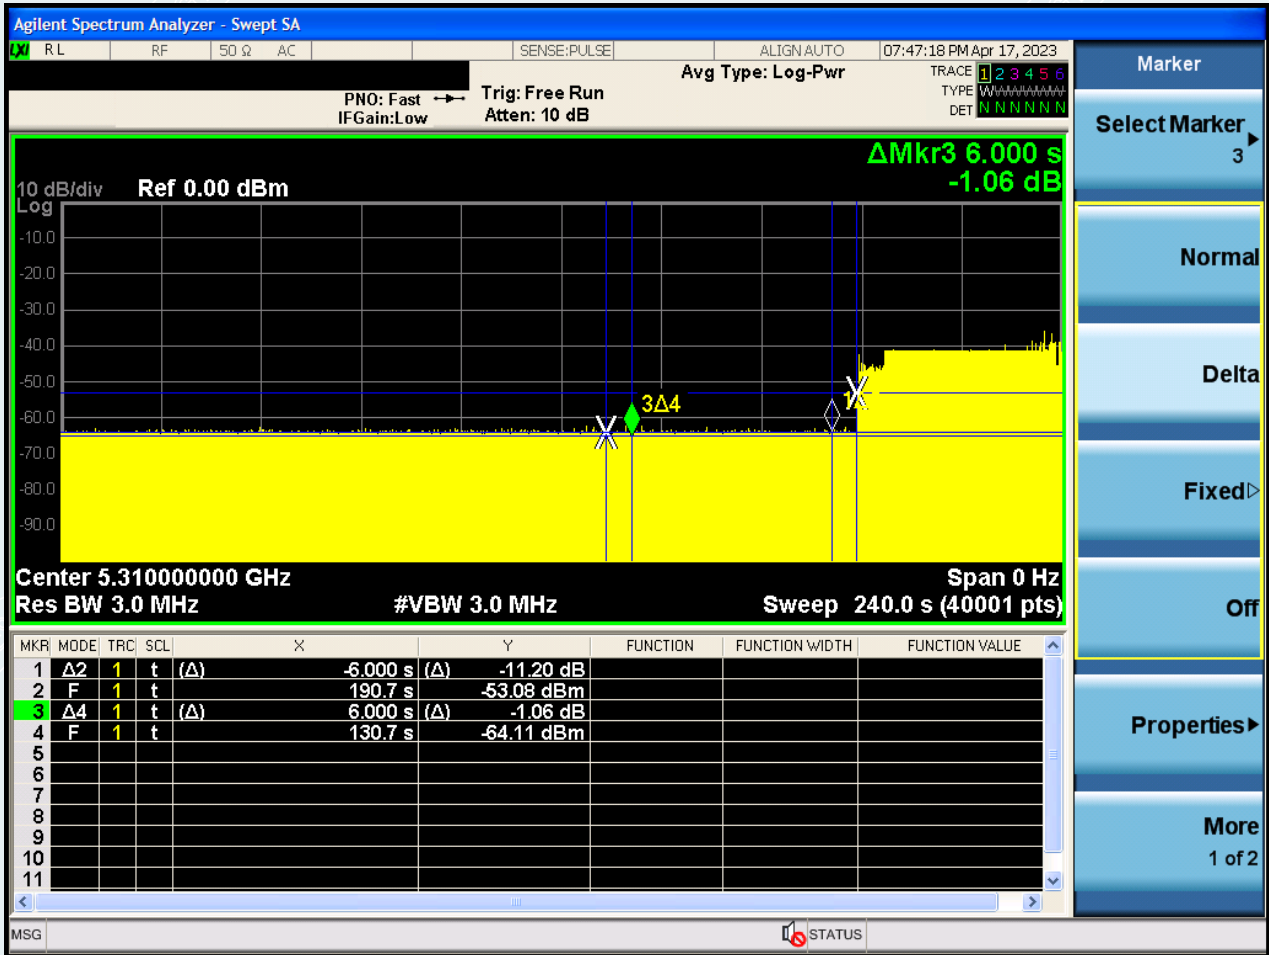 Agilent Spectrum Analyzer - Swept SA
LXI RL RF 50 Ω AC SENSE:PULSE ALIGN AUTO 07:47:18 PM Apr 17, 2023
Avg Type: Log-Pwr
TRACE 1 2 3 4 5 6
TYPE WWWWWW
DET N N N N N N
PNO: Fast
IFGain:Low
Trig: Free Run
Atten: 10 dB
ΔMkr3 6.000 s
-1.06 dB
10 dB/div Ref 0.00 dBm
Log
-10.0
-20.0
-30.0
-40.0
-50.0
-60.0
-70.0
-80.0
-90.0
3Δ4
Center 5.310000000 GHz Span 0 Hz
Res BW 3.0 MHz #VBW 3.0 MHz Sweep 240.0 s (40001 pts)
MKR MODE TRC SCL X Y FUNCTION FUNCTION WIDTH FUNCTION VALUE
1 Δ2 1 t (Δ) -6.000 s (Δ) -11.20 dB
2 F 1 t 190.7 s -53.08 dBm
3 Δ4 1 t (Δ) 6.000 s (Δ) -1.06 dB
4 F 1 t 130.7 s -64.11 dBm
5
6
7
8
9
10
11
MSG STATUS
Marker
Select Marker
3
Normal
Delta
Fixed
Off
Properties
More
1 of 2